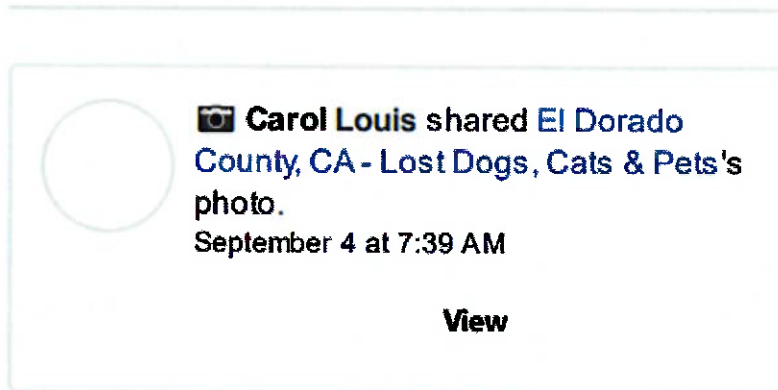 Carol Louis shared El Dorado
County, CA - Lost Dogs, Cats & Pets's
photo.
September 4 at 7:39 AM
View